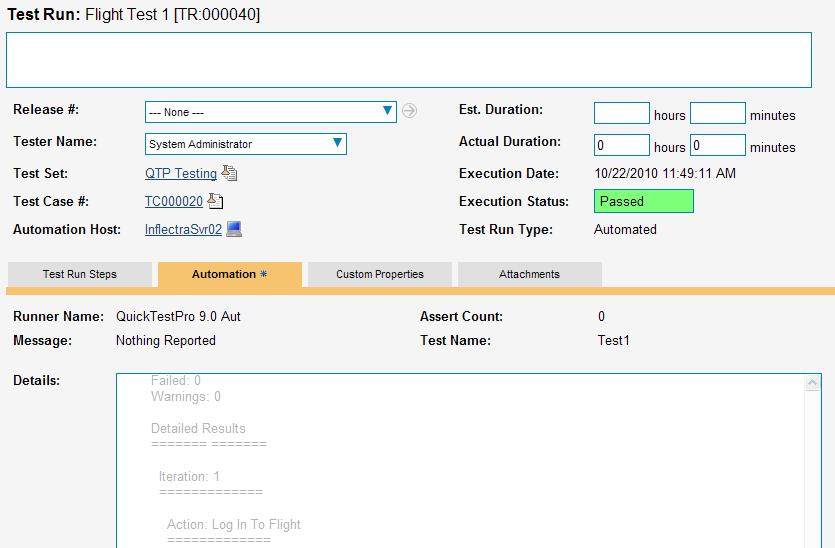 Test Run: Flight Test 1 [TR:000040]
Release #: --- None --- Est. Duration: hours minutes
Tester Name: System Administrator Actual Duration: 0 hours 0 minutes
Test Set: QTP Testing Execution Date: 10/22/2010 11:49:11 AM
Test Case #: TC000020 Execution Status: Passed
Automation Host: InflectraSvr02 Test Run Type: Automated
Test Run Steps Automation * Custom Properties Attachments
Runner Name: QuickTestPro 9.0 Aut Assert Count: 0
Message: Nothing Reported Test Name: Test1
Details: Failed: 0
Warnings: 0
Detailed Results
======= =======
Iteration: 1
=============
Action: Log In To Flight
=============